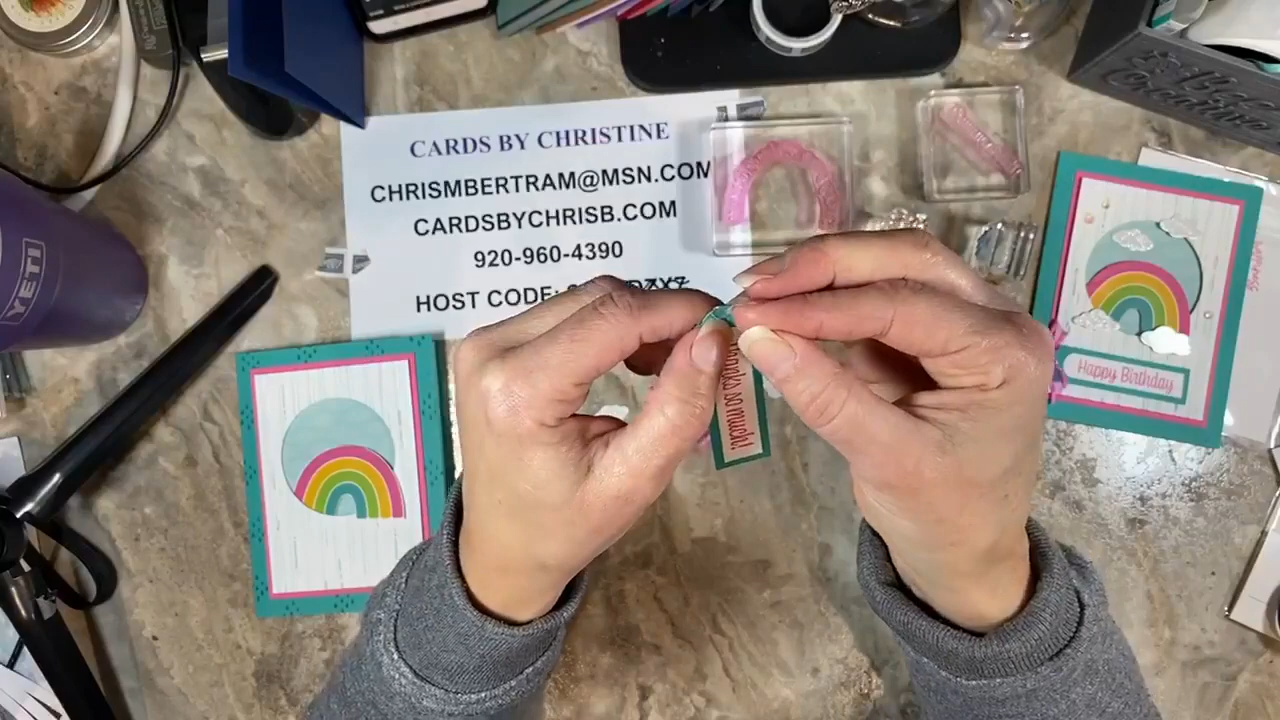 CARDS BY CHRISTINE
CHRISMBERTRAM@MSN.COM
CARDSBYCHRISB.COM
920-960-4390
HOST CODE:
YETI
thanks so much!
Happy Birthday